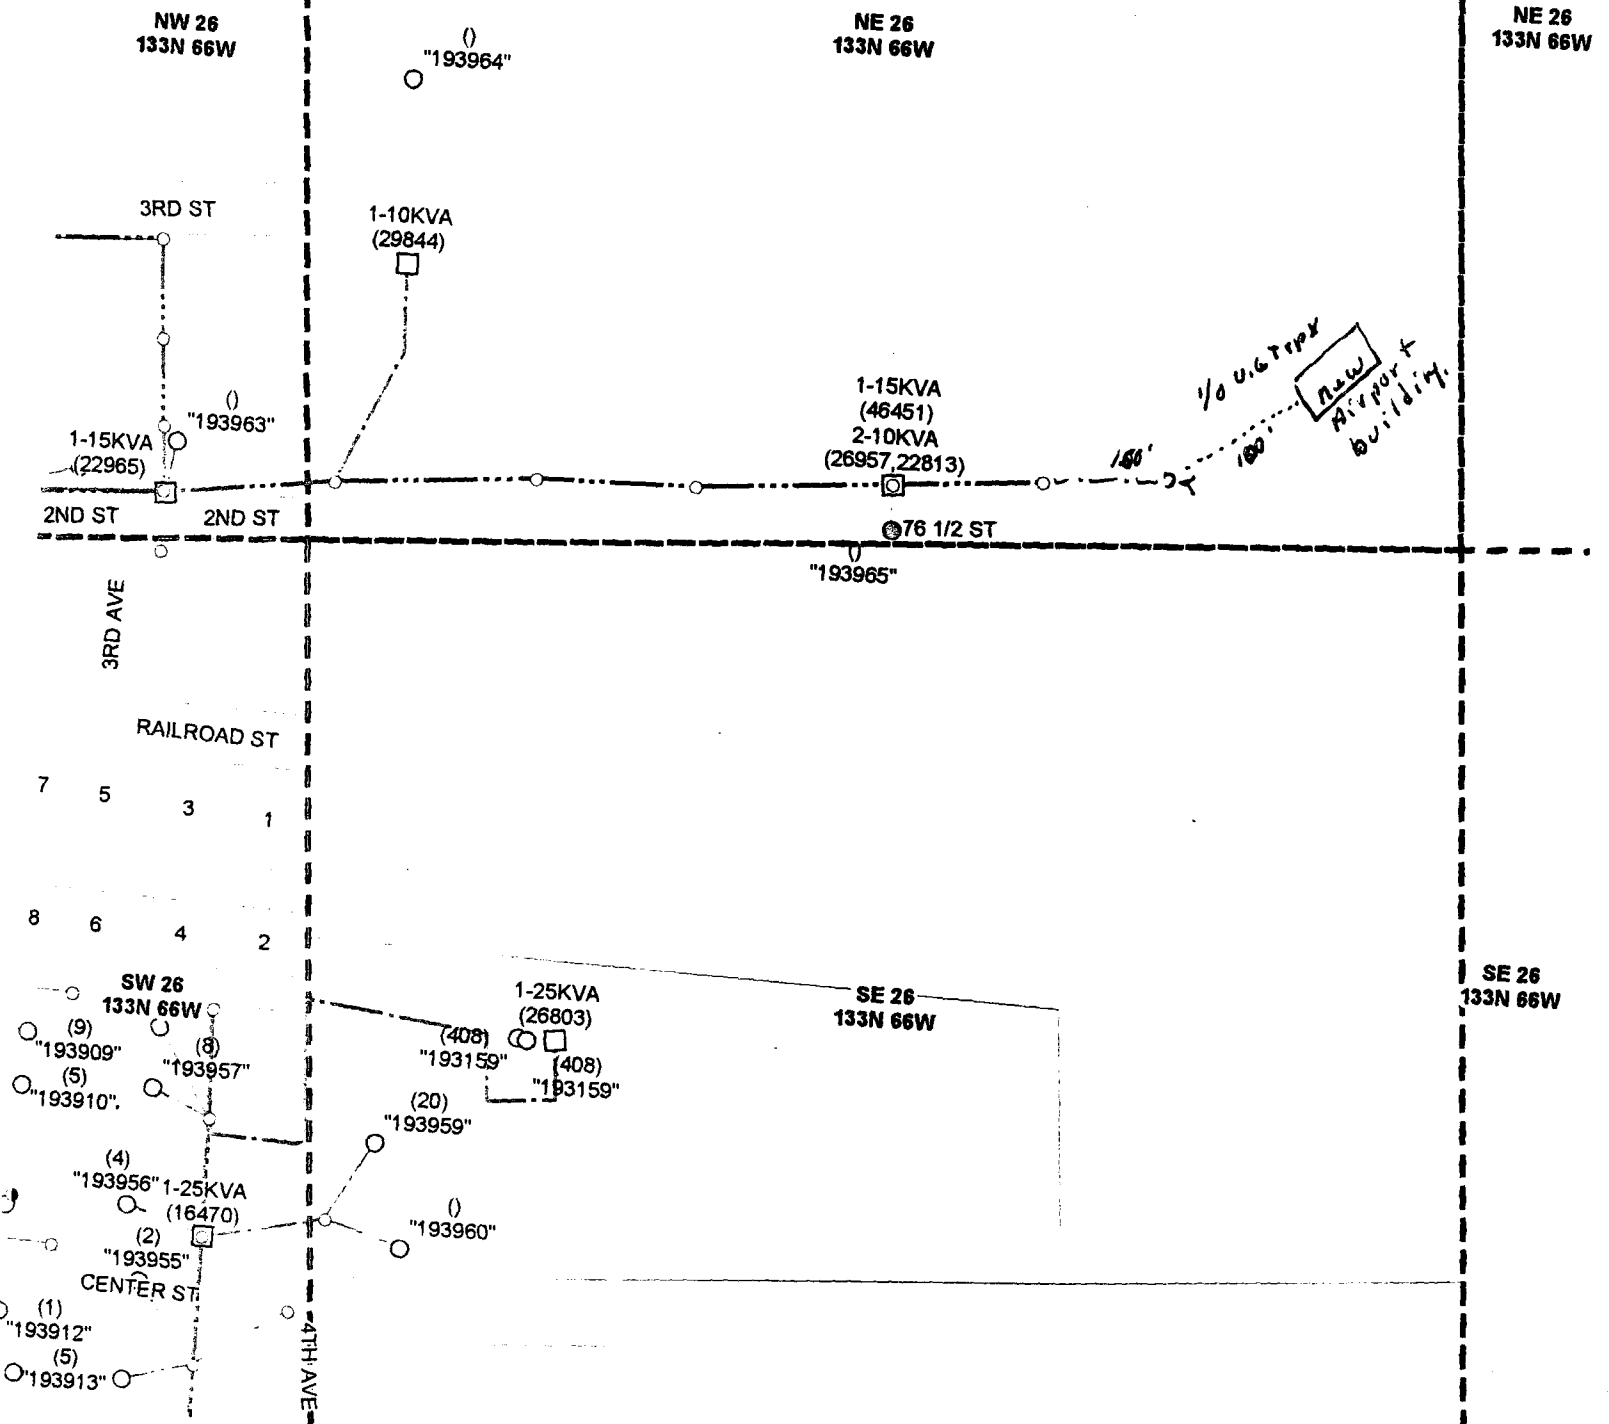 NW 26
133N 66W
NE 26
133N 66W
NE 26
133N 66W
()
"193964"
3RD ST
1-10KVA
(29844)
()
"193963"
1-15KVA
(22965)
1-15KVA
(46451)
2-10KVA
(26957,22813)
1/0 U.G Trpx
new
Airport
building.
100'
2ND ST
2ND ST
76 1/2 ST
()
"193965"
3RD AVE
RAILROAD ST
7
5
3
1
8
6
4
2
SW 26
133N 66W
1-25KVA
(26803)
SE 26
133N 66W
SE 26
133N 66W
(9)
"193909"
(8)
"193957"
(408)
"193159"
(408)
"193159"
(5)
"193910".
(20)
"193959"
(4)
"193956"
1-25KVA
(16470)
()
"193960"
(2)
"193955"
CENTER ST
(1)
"193912"
(5)
"193913"
4TH AVE